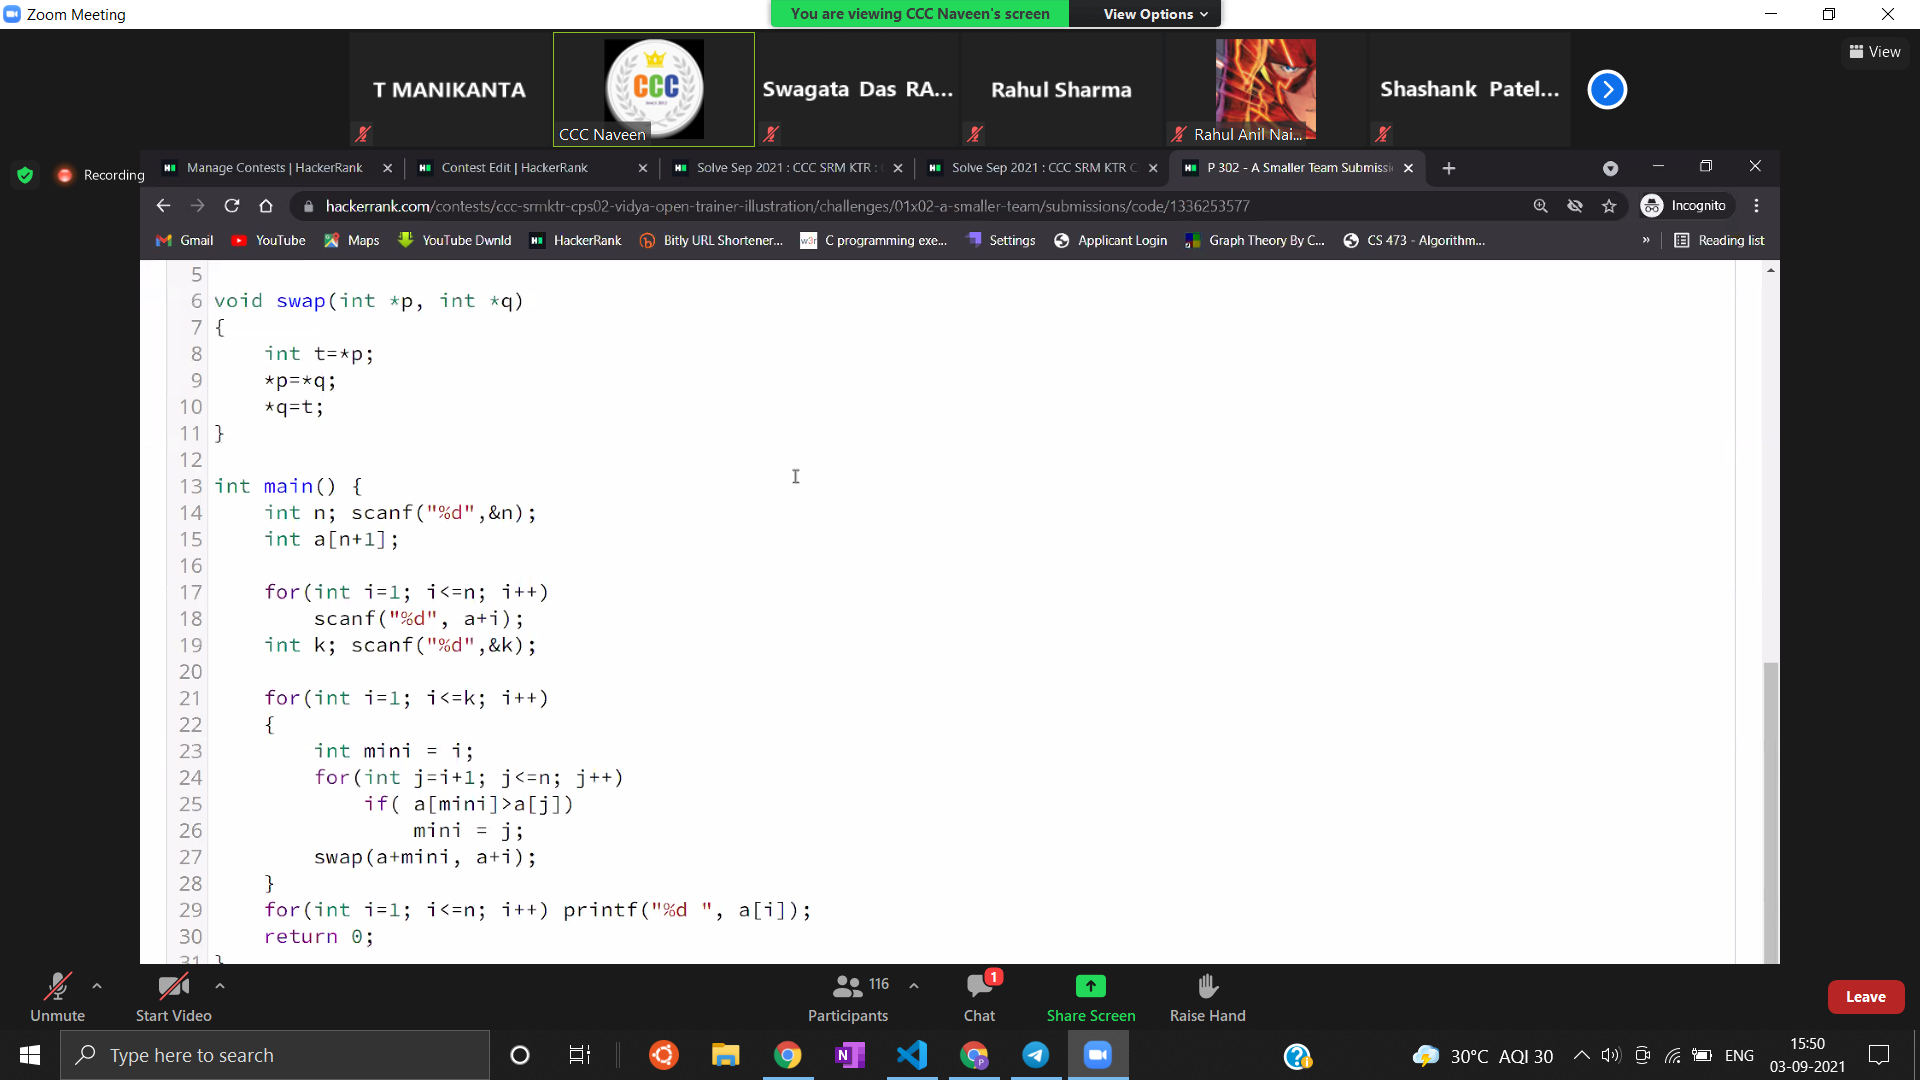 Zoom Meeting
You are viewing CCC Naveen's screen
View Options
View
T MANIKANTA
CCC
CCC Naveen
Swagata Das RA...
Rahul Sharma
Rahul Anil Nai...
Shashank Patel...
Recording
Manage Contests | HackerRank
Contest Edit | HackerRank
Solve Sep 2021 : CCC SRM KTR :
Solve Sep 2021 : CCC SRM KTR C
P 302 - A Smaller Team Submissi
hackerrank.com/contests/ccc-srmktr-cps02-vidya-open-trainer-illustration/challenges/01x02-a-smaller-team/submissions/code/1336253577
Incognito
Gmail YouTube Maps YouTube Dwnld HackerRank Bitly URL Shortener... C programming exe... Settings Applicant Login Graph Theory By C... CS 473 - Algorithm... » Reading list
5
6 void swap(int *p, int *q)
7 {
8 int t=*p;
9 *p=*q;
10 *q=t;
11 }
12
13 int main() {
14 int n; scanf("%d",&n);
15 int a[n+1];
16
17 for(int i=1; i<=n; i++)
18 scanf("%d", a+i);
19 int k; scanf("%d",&k);
20
21 for(int i=1; i<=k; i++)
22 {
23 int mini = i;
24 for(int j=i+1; j<=n; j++)
25 if( a[mini]>a[j])
26 mini = j;
27 swap(a+mini, a+i);
28 }
29 for(int i=1; i<=n; i++) printf("%d ", a[i]);
30 return 0;
31 }
Unmute
Start Video
116
Participants
1
Chat
Share Screen
Raise Hand
Leave
Type here to search
30°C AQI 30
ENG
15:50
03-09-2021